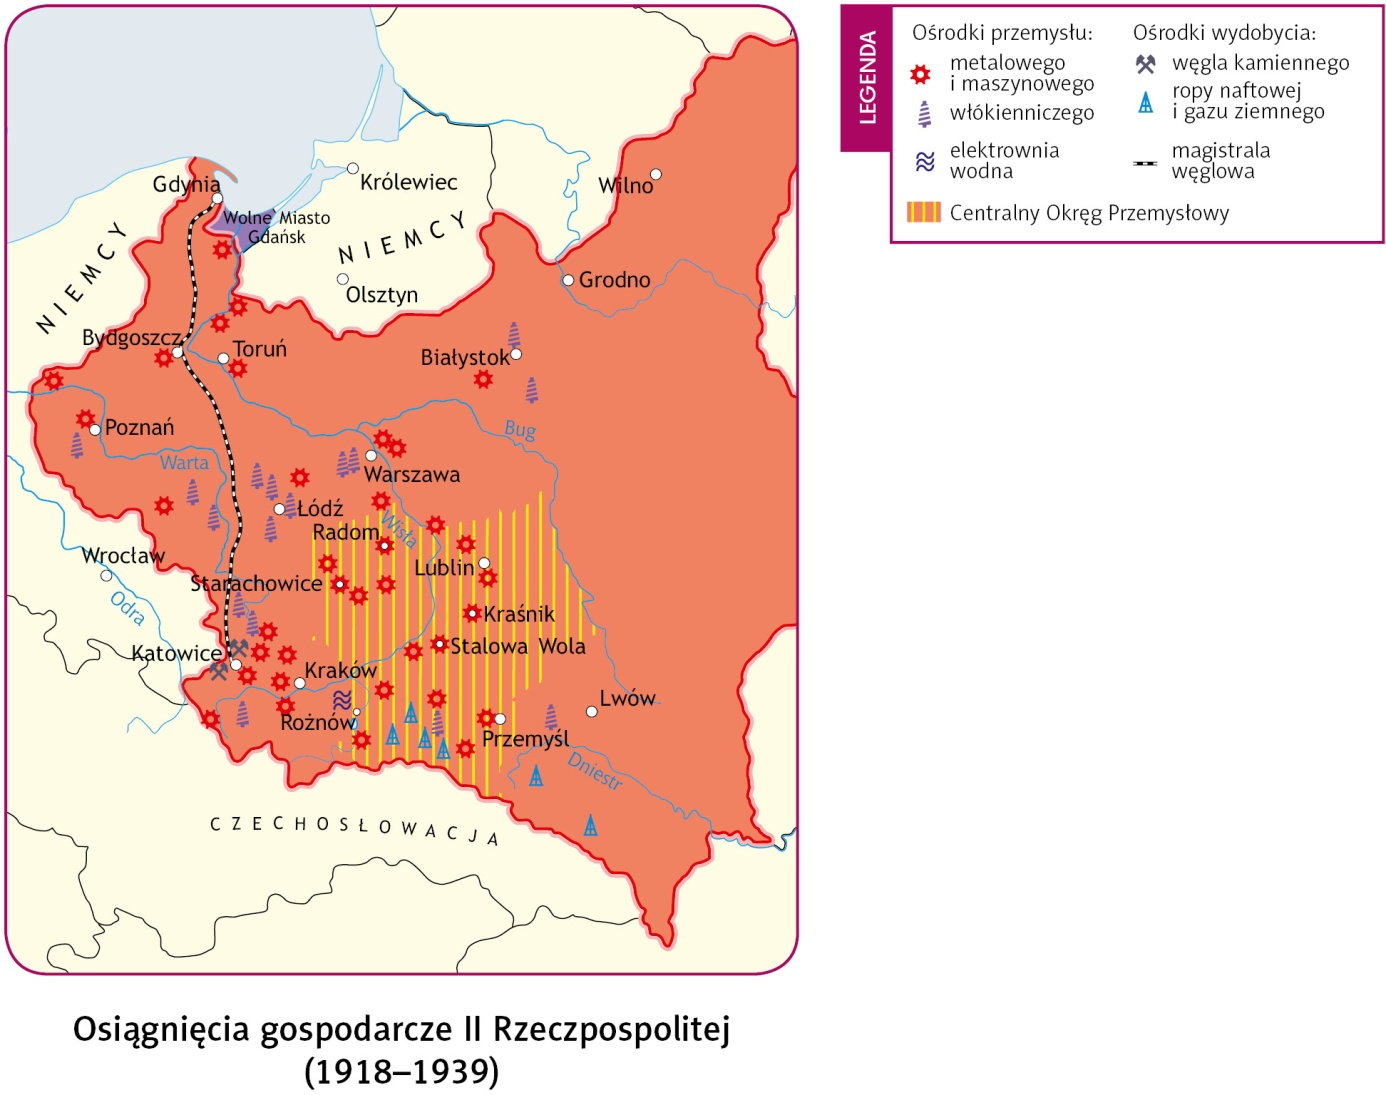 Gdynia
Wolne Miasto
Gdańsk
Królewiec
Wilno
NIEMCY
NIEMCY
Olsztyn
Grodno
Bydgoszcz
Toruń
Białystok
Poznań
Bug
Warta
Warszawa
Łódź
Wisła
Radom
Wrocław
Lublin
Starachowice
Odra
Kraśnik
Katowice
Stalowa Wola
Kraków
Lwów
Rożnów
Przemyśl
Dniestr
CZECHOSŁOWACJA
LEGENDA
Ośrodki przemysłu:
metalowego
i maszynowego
włókienniczego
elektrownia
wodna
Centralny Okręg Przemysłowy
Ośrodki wydobycia:
węgla kamiennego
ropy naftowej
i gazu ziemnego
magistrala
węglowa
Osiągnięcia gospodarcze II Rzeczpospolitej
(1918–1939)